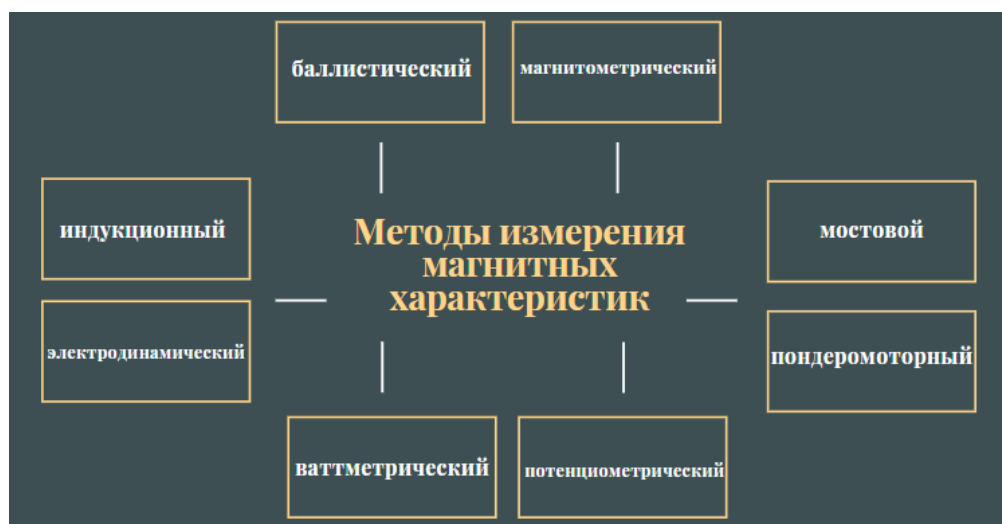 баллистический
магнитометрический
индукционный
Методы измерения
магнитных
характеристик
мостовой
электродинамический
пондеромоторный
ваттметрический
потенциометрический